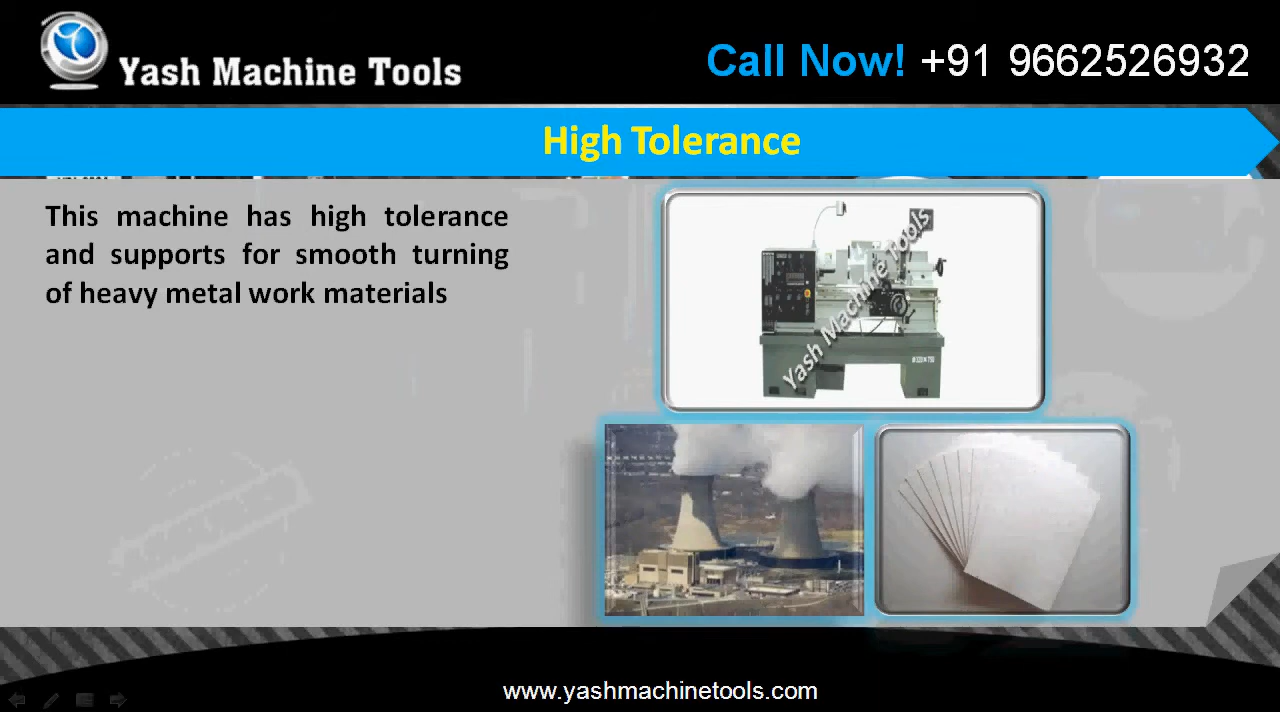 Yash Machine Tools
Call Now! +91 9662526932
High Tolerance
This machine has high tolerance
and supports for smooth turning
of heavy metal work materials
Yash Machine Tools
www.yashmachinetools.com